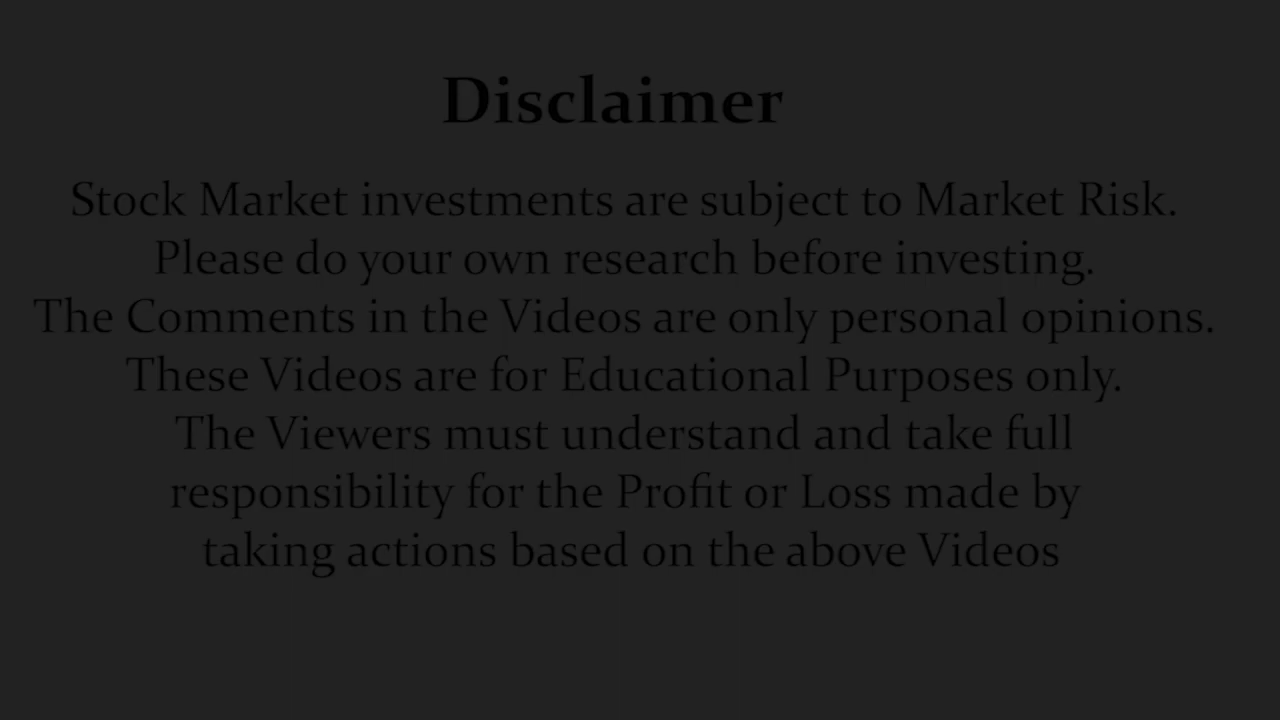 Disclaimer
Stock Market investments are subject to Market Risk.
Please do your own research before investing.
The Comments in the Videos are only personal opinions.
These Videos are for Educational Purposes only.
The Viewers must understand and take full
responsibility for the Profit or Loss made by
taking actions based on the above Videos